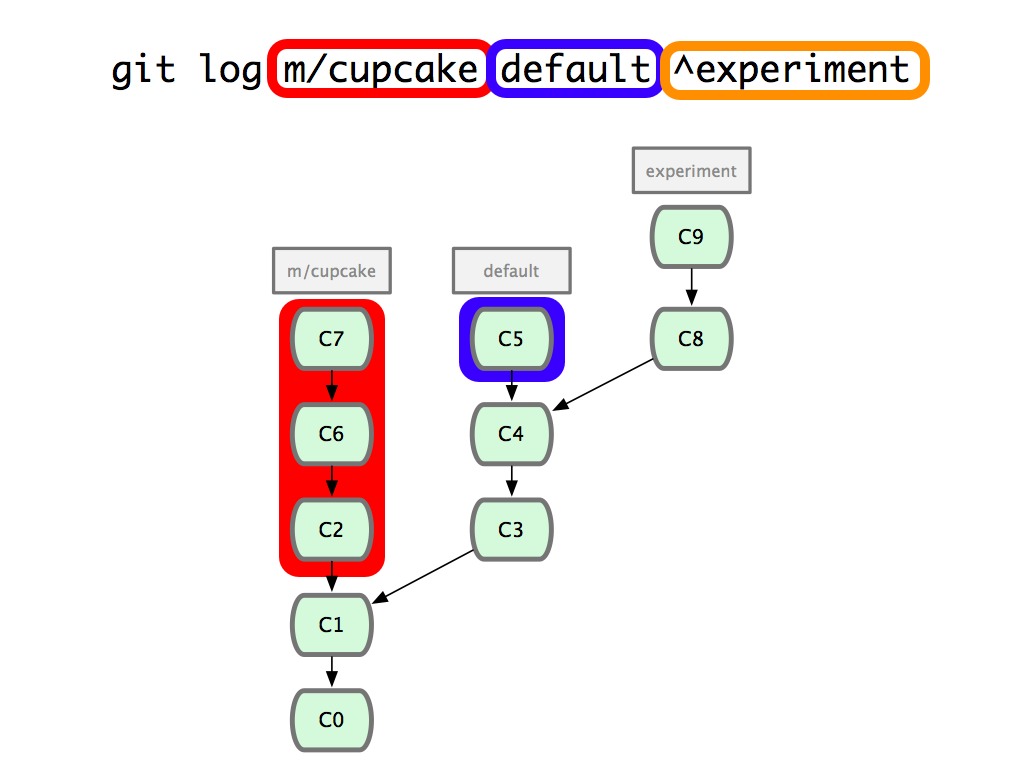 git log m/cupcake default ^experiment
experiment
C9
m/cupcake default
C7 C5 C8
C6 C4
C2 C3
C1
C0